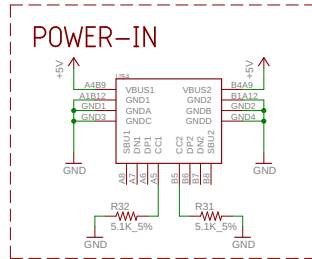 POWER-IN
+5V
+5V
A4B9
VBUS1
VBUS2
B4A9
A1B12
GND1
GND2
B1A12
GND1
GNDA
GNDB
GND2
GND3
GNDC
GNDD
GND4
SBU1
DN1
DP1
CC1
CC2
DP2
DN2
SBU2
A8
A7
A6
A5
B5
B6
B7
B8
GND
GND
R32
5.1K_5%
R31
5.1K_5%
GND
GND